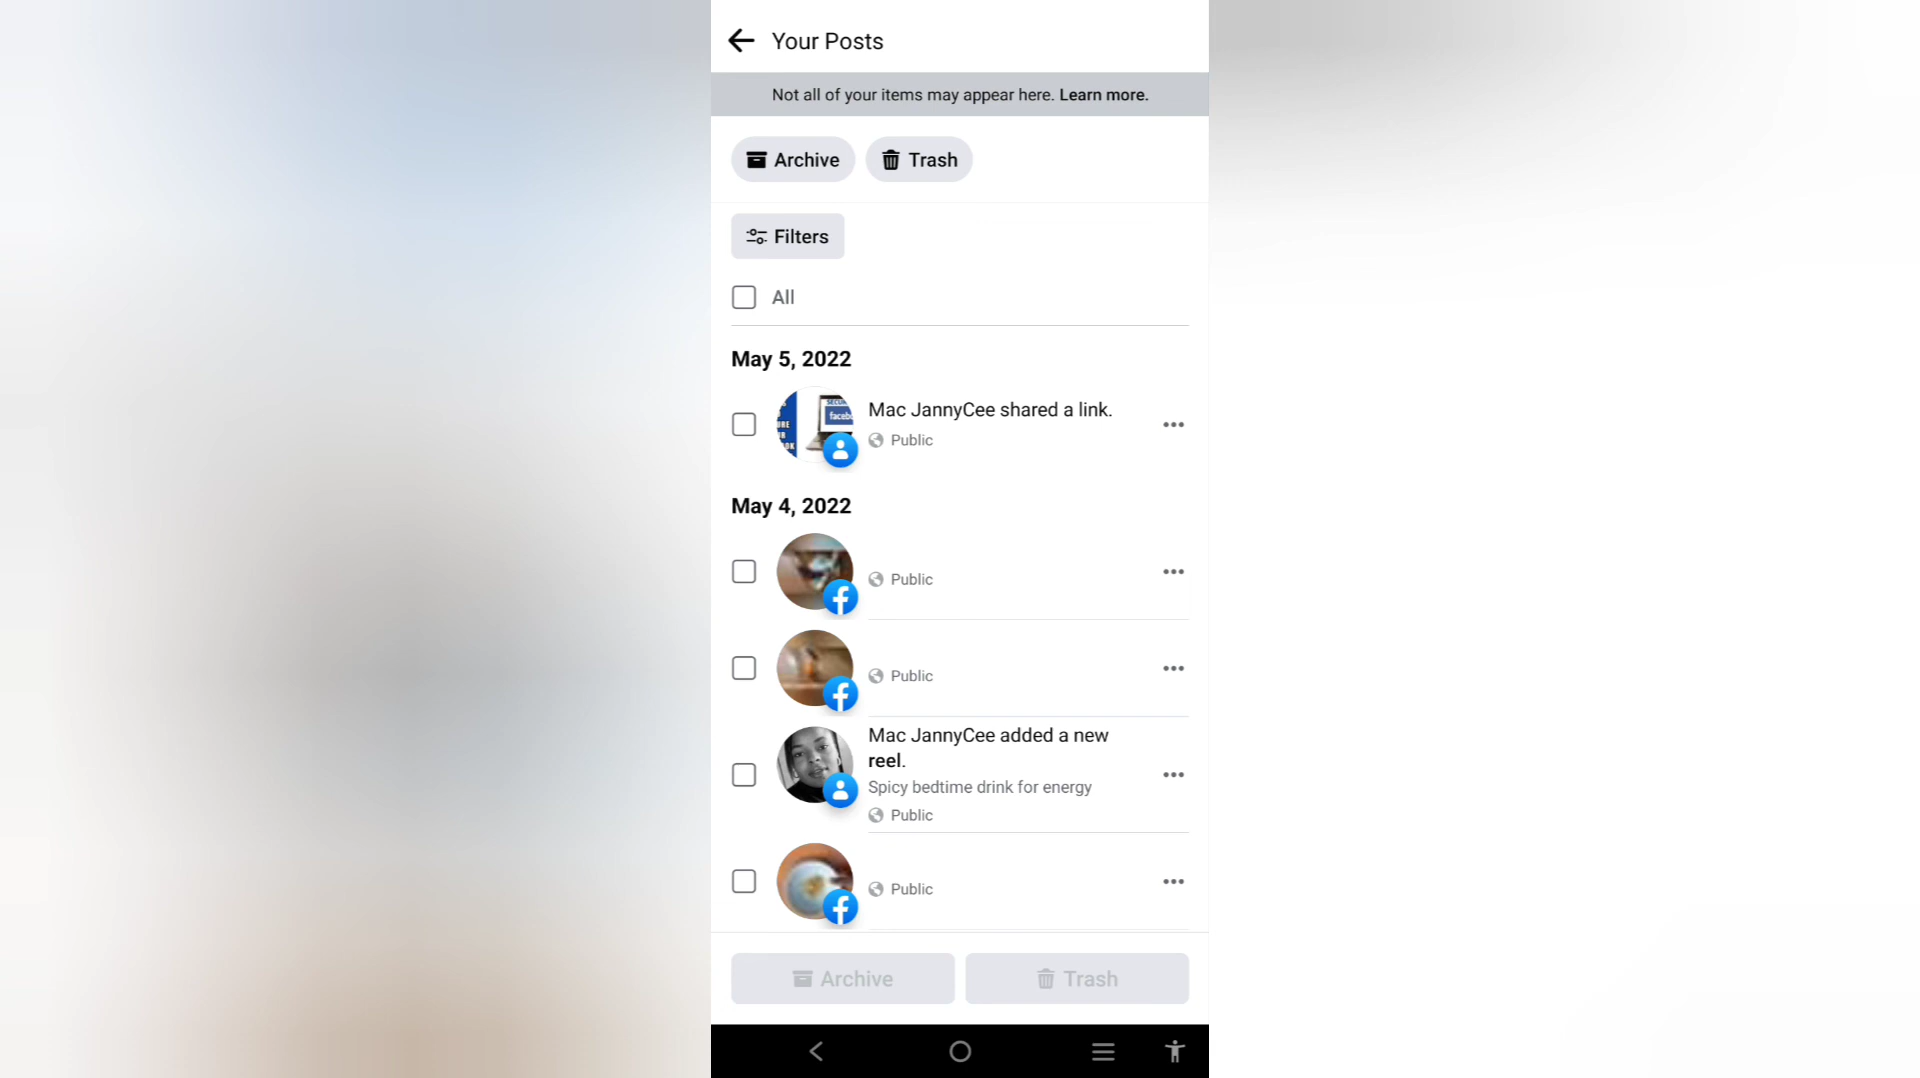 Your Posts
Not all of your items may appear here. Learn more.
Archive
Trash
Filters
All
May 5, 2022
Mac JannyCee shared a link.
Public
May 4, 2022
Public
Public
Mac JannyCee added a new
reel.
Spicy bedtime drink for energy
Public
Public
Archive
Trash